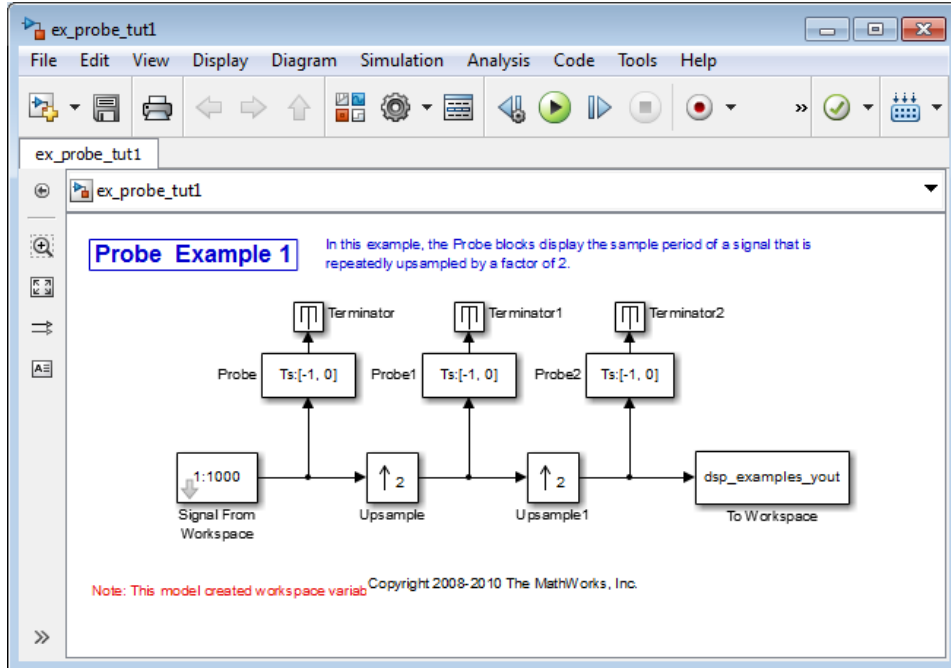 ex_probe_tut1
File Edit View Display Diagram Simulation Analysis Code Tools Help
»
ex_probe_tut1
ex_probe_tut1
Probe Example 1
In this example, the Probe blocks display the sample period of a signal that is
repeatedly upsampled by a factor of 2.
Terminator Terminator1 Terminator2
Probe Ts:[-1, 0] Probe1 Ts:[-1, 0] Probe2 Ts:[-1, 0]
1:1000 2 2 dsp_examples_yout
Signal From
Workspace
Upsample Upsample1 To Workspace
Note: This model created workspace variab
Copyright 2008-2010 The MathWorks, Inc.